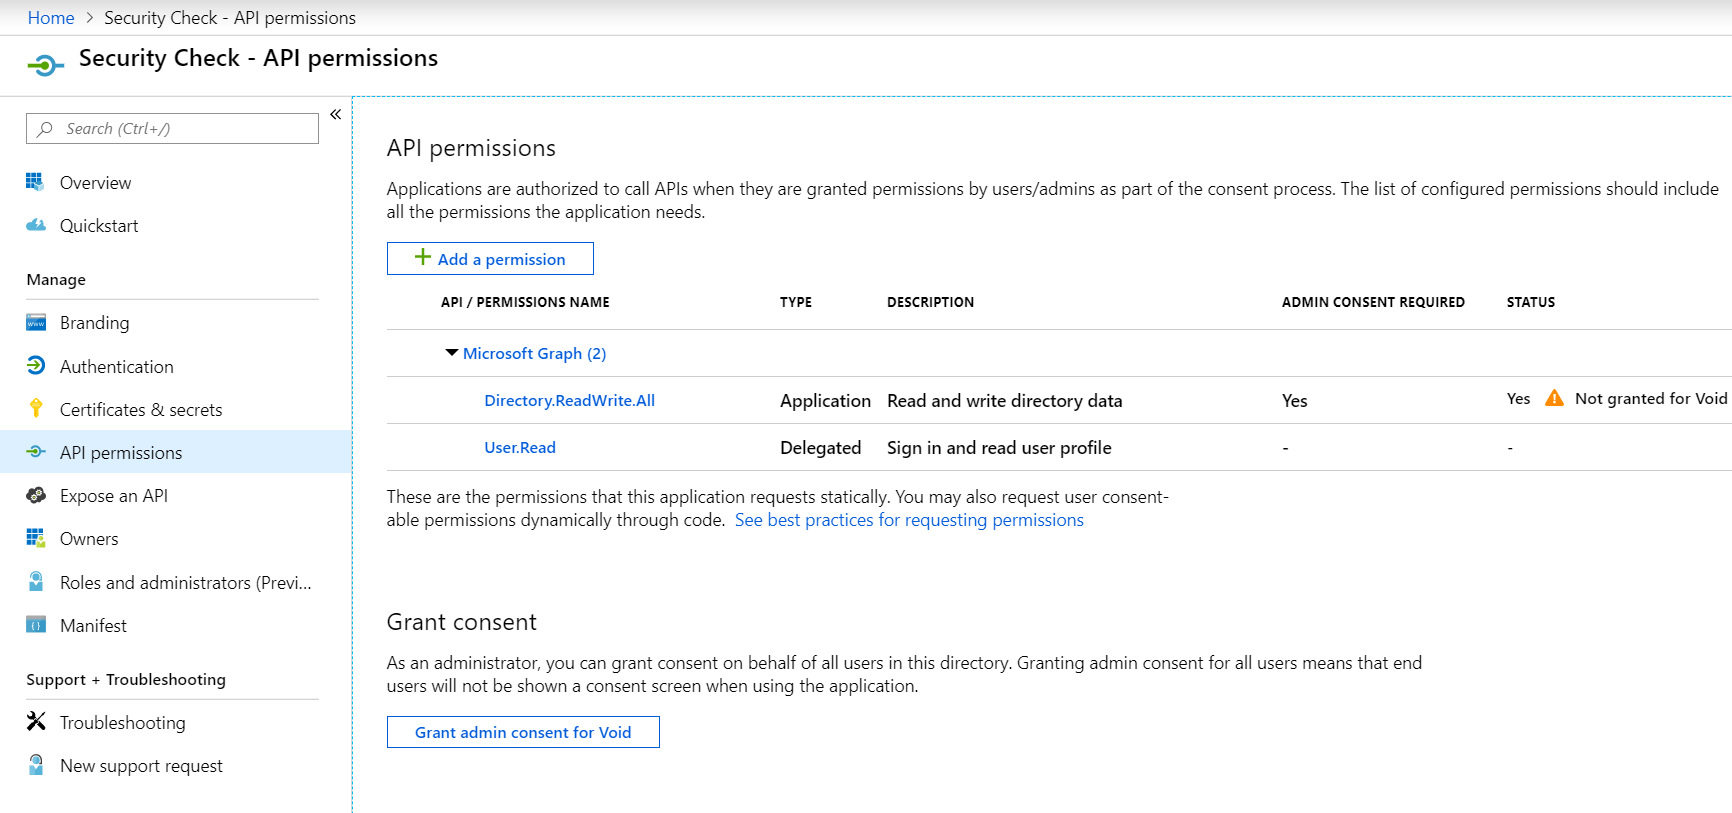 Home > Security Check - API permissions
Security Check - API permissions
«
Search (Ctrl+/)
Overview
Quickstart
Manage
Branding
Authentication
Certificates & secrets
API permissions
Expose an API
Owners
Roles and administrators (Previ...
Manifest
Support + Troubleshooting
Troubleshooting
New support request
API permissions
Applications are authorized to call APIs when they are granted permissions by users/admins as part of the consent process. The list of configured permissions should include
all the permissions the application needs.
+ Add a permission
API / PERMISSIONS NAME TYPE DESCRIPTION ADMIN CONSENT REQUIRED STATUS
Microsoft Graph (2)
Directory.ReadWrite.All Application Read and write directory data Yes Yes Not granted for Void
User.Read Delegated Sign in and read user profile - -
These are the permissions that this application requests statically. You may also request user consent-
able permissions dynamically through code. See best practices for requesting permissions
Grant consent
As an administrator, you can grant consent on behalf of all users in this directory. Granting admin consent for all users means that end
users will not be shown a consent screen when using the application.
Grant admin consent for Void